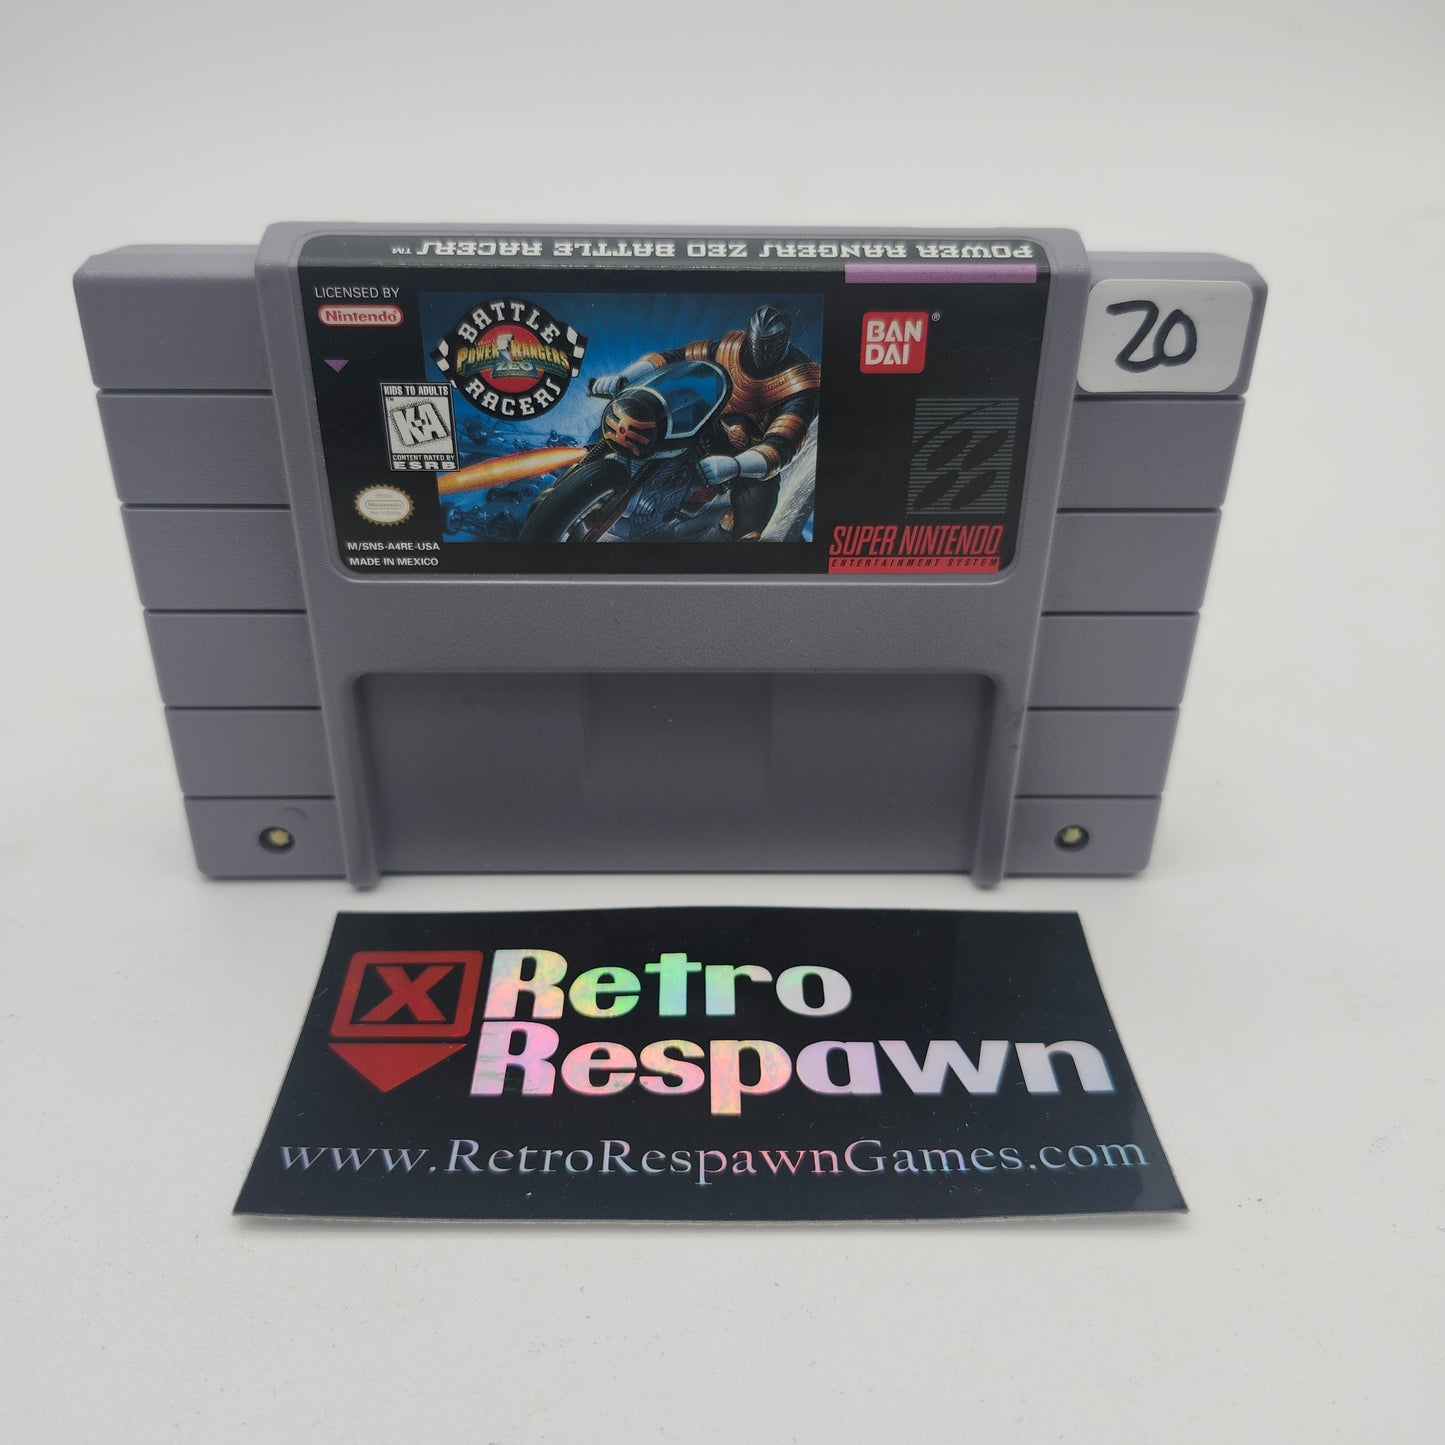 POWER RANGERS ZEO BATTLE RACERS™
LICENSED BY
Nintendo®
BATTLE
POWER RANGERS
ZEO
RACERS
KIDS TO ADULTS
K-A
CONTENT RATED BY
ESRB
Official
Nintendo
M/SNS-A4RE-USA
MADE IN MEXICO
BAN
DAI
®
SUPER NINTENDO
ENTERTAINMENT SYSTEM
20
X Retro
Respawn
www.RetroRespawnGames.com